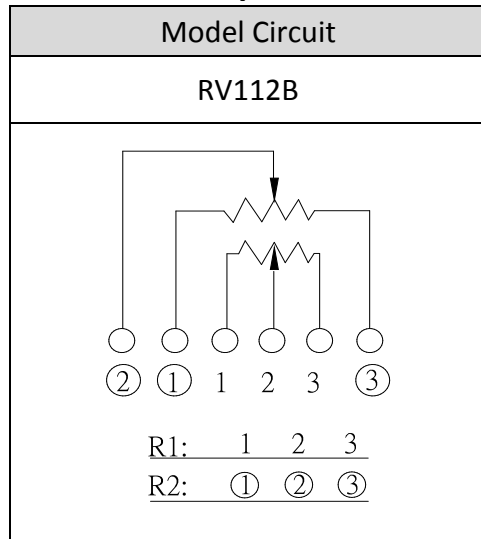 Model Circuit
RV112B
② ① 1 2 3 ③
R1: 1 2 3
R2: ① ② ③